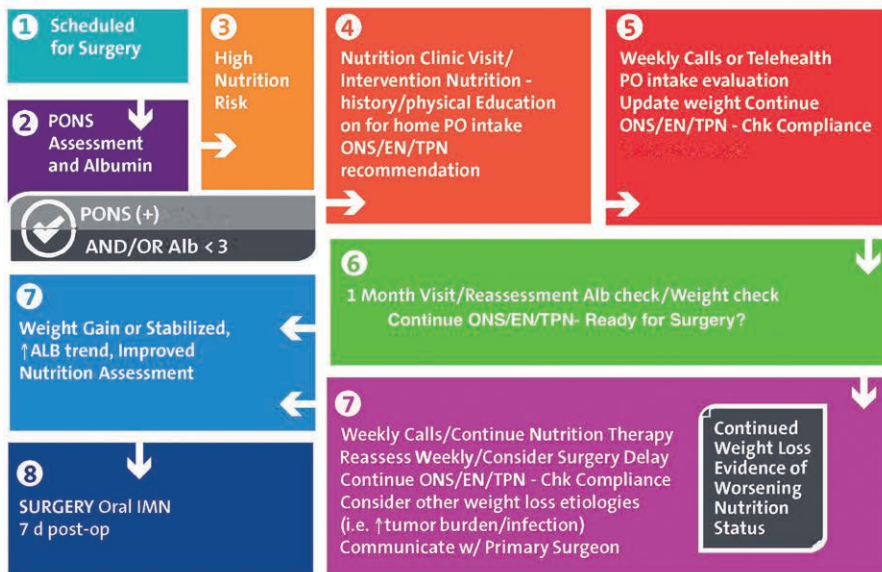 1 Scheduled
for Surgery
2 PONS
Assessment
and Albumin
PONS (+)
AND/OR Alb < 3
3
High
Nutrition
Risk
4
Nutrition Clinic Visit/
Intervention Nutrition -
history/physical Education
on for home PO intake
ONS/EN/TPN
recommendation
5
Weekly Calls or Telehealth
PO intake evaluation
Update weight Continue
ONS/EN/TPN - Chk Compliance
6
1 Month Visit/Reassessment Alb check/Weight check
Continue ONS/EN/TPN- Ready for Surgery?
7
Weight Gain or Stabilized,
↑ALB trend, Improved
Nutrition Assessment
7
Weekly Calls/Continue Nutrition Therapy
Reassess Weekly/Consider Surgery Delay
Continue ONS/EN/TPN - Chk Compliance
Consider other weight loss etiologies
(i.e. ↑tumor burden/infection)
Communicate w/ Primary Surgeon
Continued
Weight Loss
Evidence of
Worsening
Nutrition
Status
8
SURGERY Oral IMN
7 d post-op